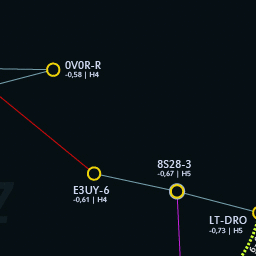 0V0R-R
-0,58 | H4
8S28-3
-0,67 | H5
E3UY-6
-0,61 | H4
LT-DRO
-0,73 | H5